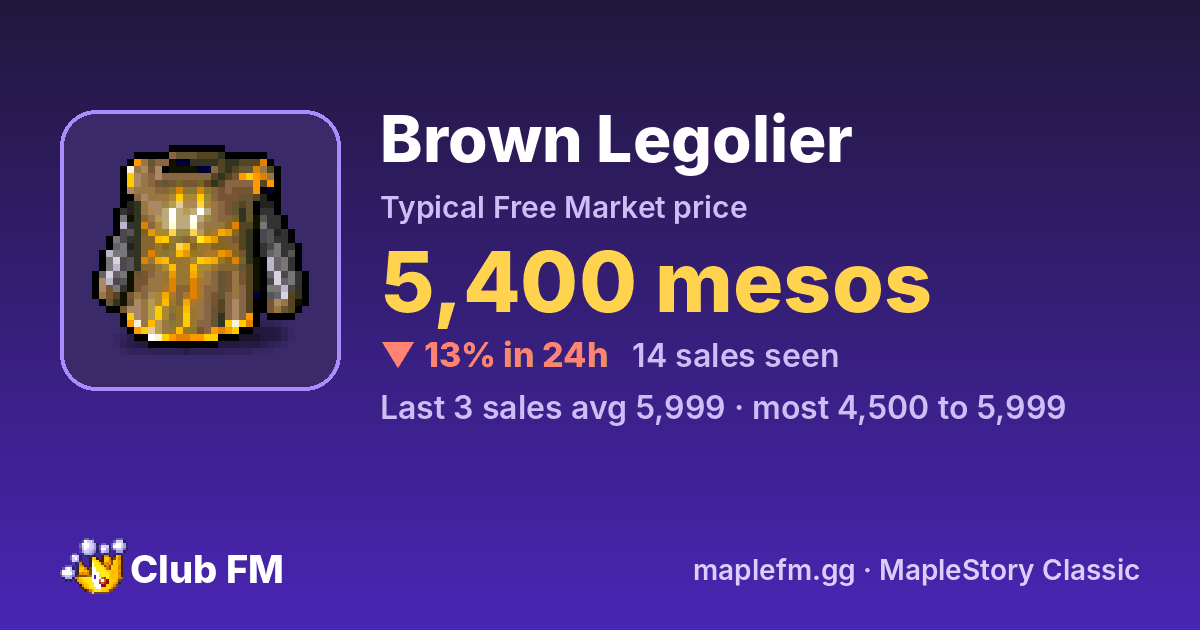 Brown Legolier
Typical Free Market price
5,400 mesos
▼ 13% in 24h 14 sales seen
Last 3 sales avg 5,999 · most 4,500 to 5,999
Club FM
maplefm.gg · MapleStory Classic